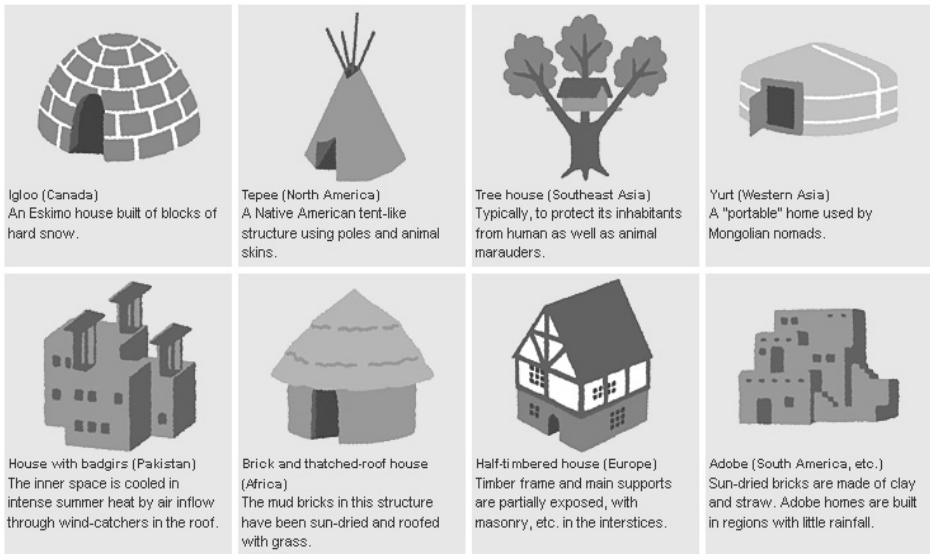 Igloo (Canada)
An Eskimo house built of blocks of
hard snow.
Tepee (North America)
A Native American tent-like
structure using poles and animal
skins.
Tree house (Southeast Asia)
Typically, to protect its inhabitants
from human as well as animal
marauders.
Yurt (Western Asia)
A "portable" home used by
Mongolian nomads.
House with badgirs (Pakistan)
The inner space is cooled in
intense summer heat by air inflow
through wind-catchers in the roof.
Brick and thatched-roof house
(Africa)
The mud bricks in this structure
have been sun-dried and roofed
with grass.
Half-timbered house (Europe)
Timber frame and main supports
are partially exposed, with
masonry, etc. in the interstices.
Adobe (South America, etc.)
Sun-dried bricks are made of clay
and straw. Adobe homes are built
in regions with little rainfall.